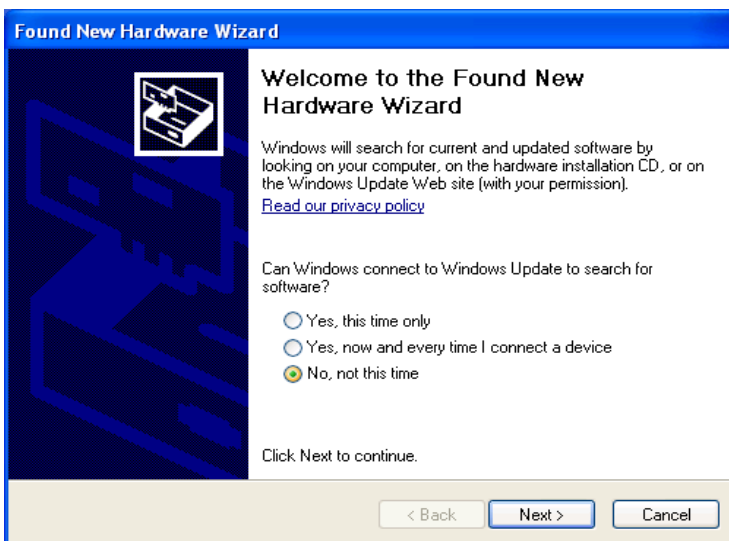 Found New Hardware Wizard
Welcome to the Found New
Hardware Wizard
Windows will search for current and updated software by
looking on your computer, on the hardware installation CD, or on
the Windows Update Web site (with your permission).
Read our privacy policy
Can Windows connect to Windows Update to search for
software?
Yes, this time only
Yes, now and every time I connect a device
No, not this time
Click Next to continue.
< Back Next > Cancel